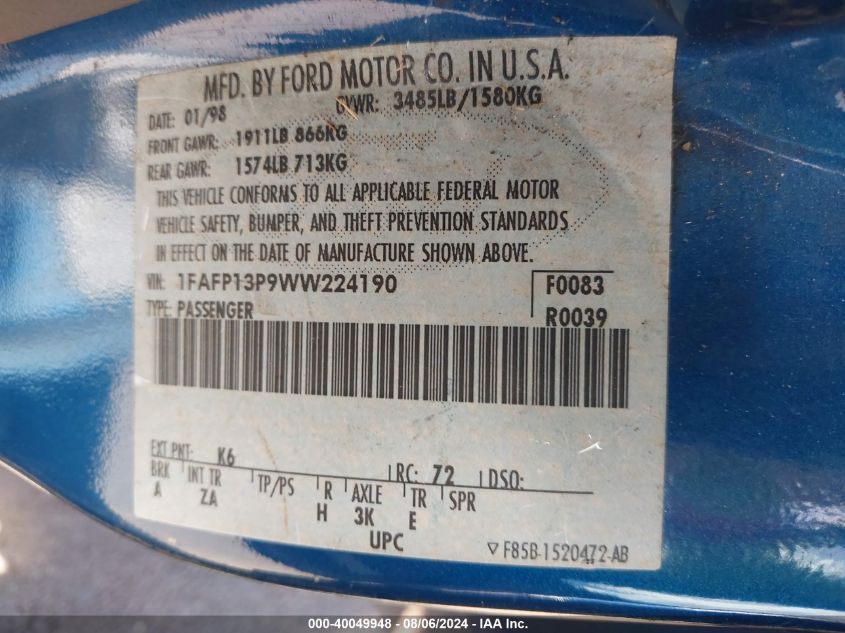 MFD. BY FORD MOTOR CO. IN U.S.A.
DATE: 01/98 GVWR: 3485LB/1580KG
FRONT GAWR: 1911LB 866KG
REAR GAWR: 1574LB 713KG
THIS VEHICLE CONFORMS TO ALL APPLICABLE FEDERAL MOTOR
VEHICLE SAFETY, BUMPER, AND THEFT PREVENTION STANDARDS
IN EFFECT ON THE DATE OF MANUFACTURE SHOWN ABOVE.
VIN: 1FAFP13P9WW224190 F0083
TYPE: PASSENGER R0039
EXT PNT: K6 RC: 72 DSO:
BRK INT TR TP/PS R AXLE TR SPR
A ZA H 3K E
UPC ▽ F85B-1520472-AB
000-40049948 - 08/06/2024 - IAAI Inc.